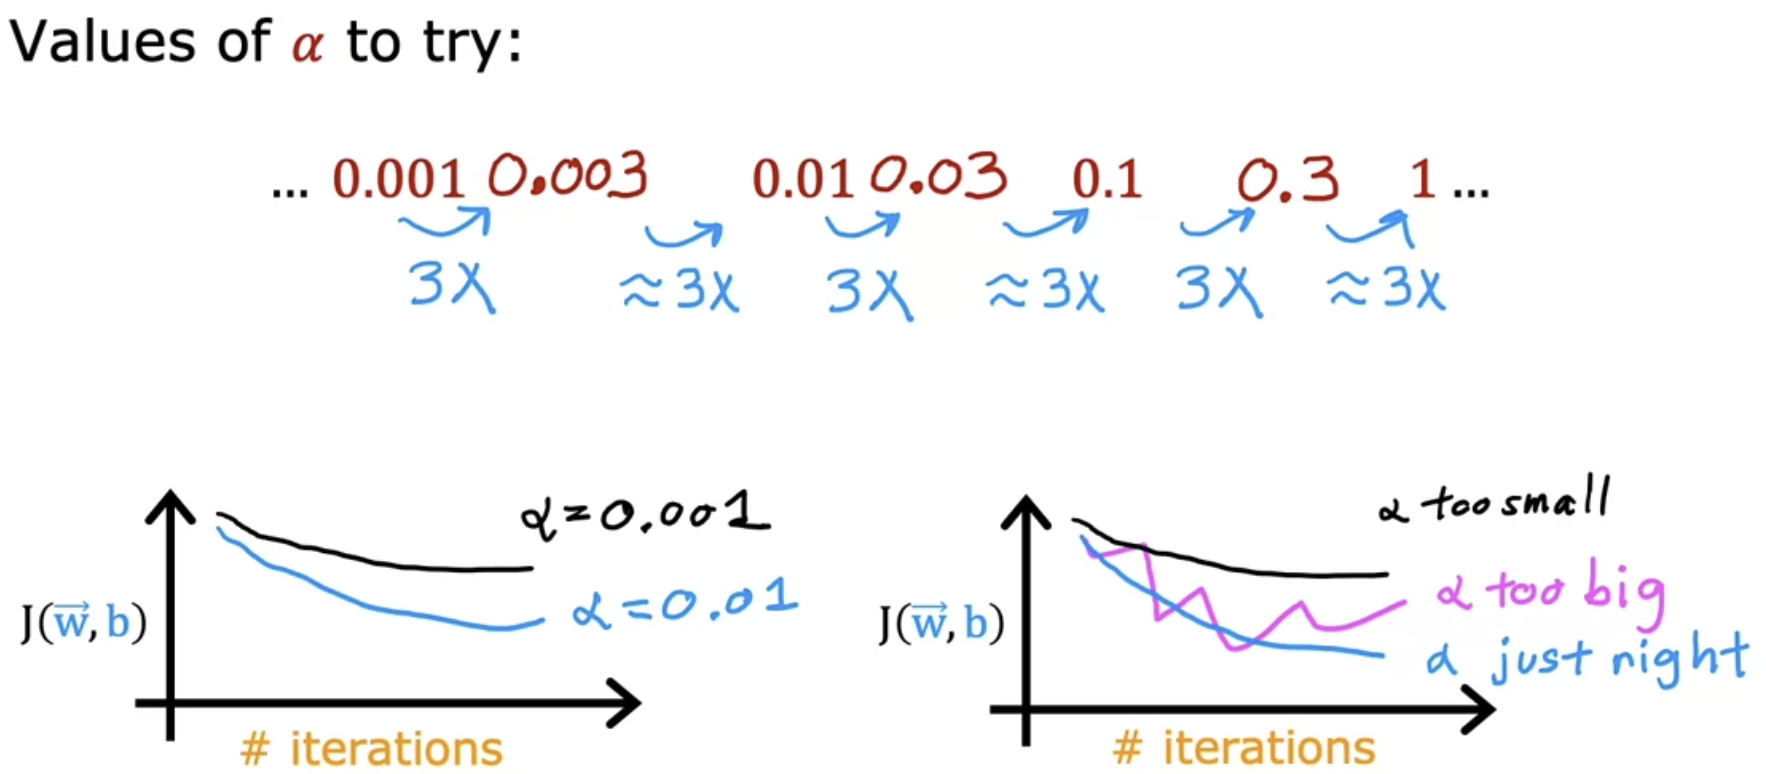 Values of α to try:
... 0.001 0.003 0.01 0.03 0.1 0.3 1 ...
3X ≈3X 3X ≈3X 3X ≈3X
α=0.001
α=0.01
J(w⃗, b)
# iterations
α too small
α too big
α just right
J(w⃗, b)
# iterations